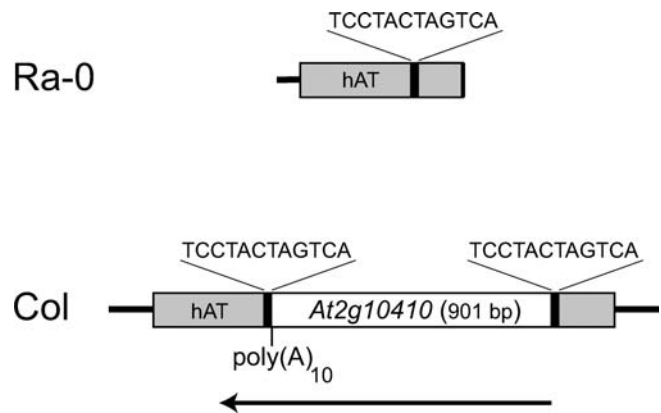 TCCTACTAGTCA
Ra-0 hAT
TCCTACTAGTCA TCCTACTAGTCA
Col hAT At2g10410 (901 bp)
poly(A)10